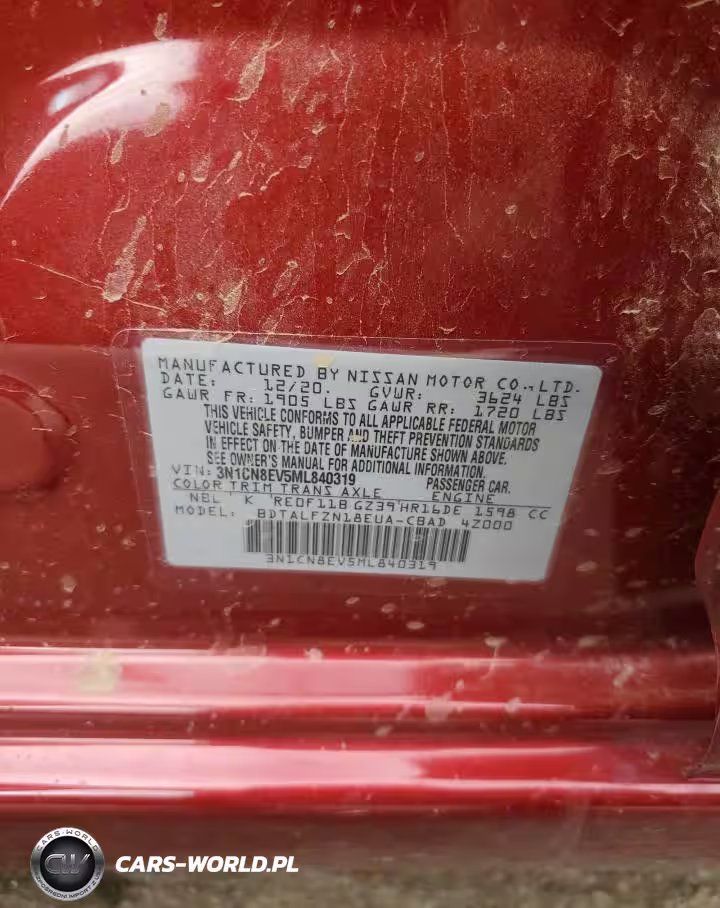 MANUFACTURED BY NISSAN MOTOR CO.,LTD.
DATE: 12/20. GVWR: 3624 LBS
GAWR FR: 1905 LBS GAWR RR: 1720 LBS
THIS VEHICLE CONFORMS TO ALL APPLICABLE FEDERAL MOTOR
VEHICLE SAFETY, BUMPER AND THEFT PREVENTION STANDARDS
IN EFFECT ON THE DATE OF MANUFACTURE SHOWN ABOVE.
SEE OWNER'S MANUAL FOR ADDITIONAL INFORMATION.
VIN: 3N1CN8EV5ML840319 PASSENGER CAR.
COLOR TRIM TRANS AXLE
NBL K RE0F11B GZ39 HR16DE 1598 CC
MODEL: BDTALFZN18EUA-CBAD 4Z000
3N1CN8EV5ML840319
CARS-WORLD
CW
CARS-WORLD.PL